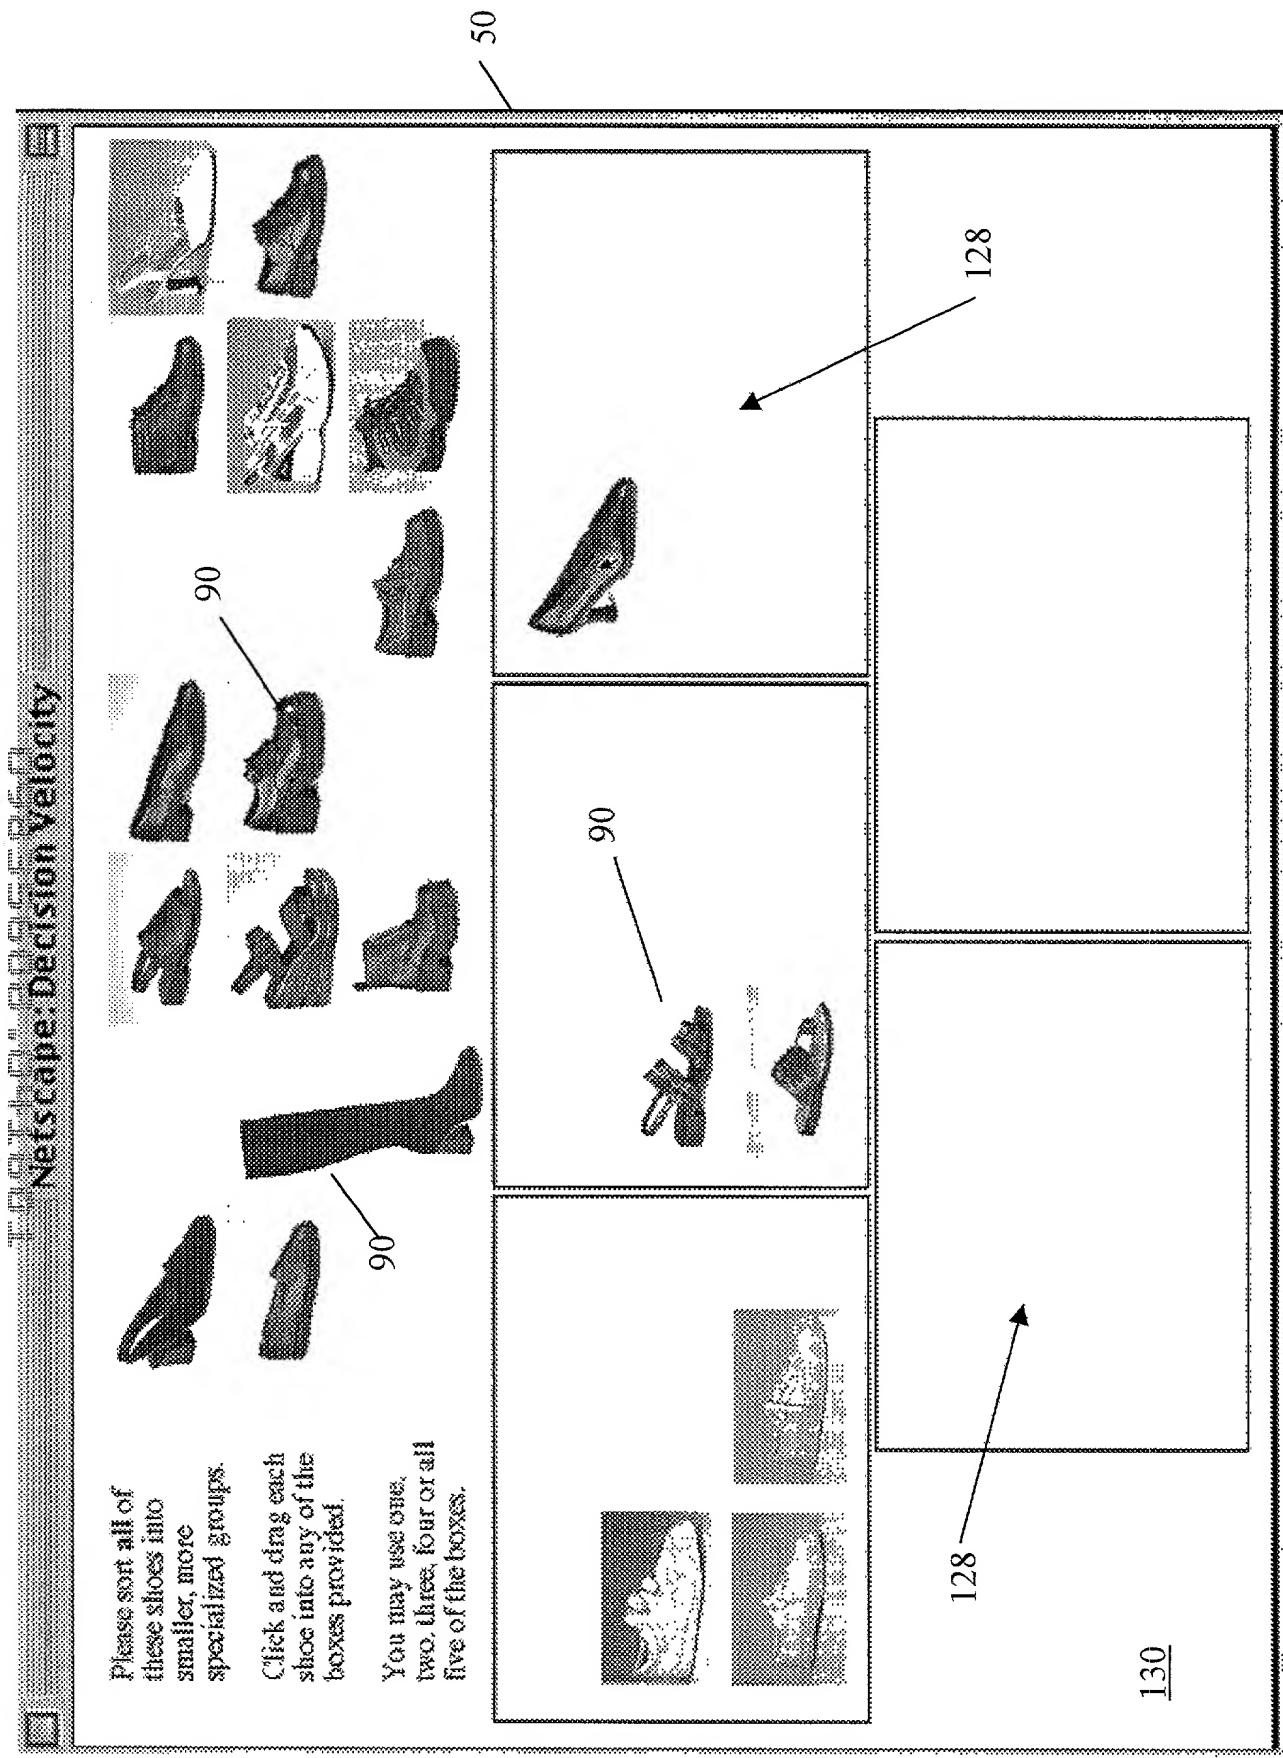 Netscape: Decision Velocity
Please sort all of
these shoes into
smaller, more
specialized groups.
Click and drag each
shoe into any of the
boxes provided.
You may use one,
two, three, four or all
five of the boxes.
90
90
90
50
128
128
130